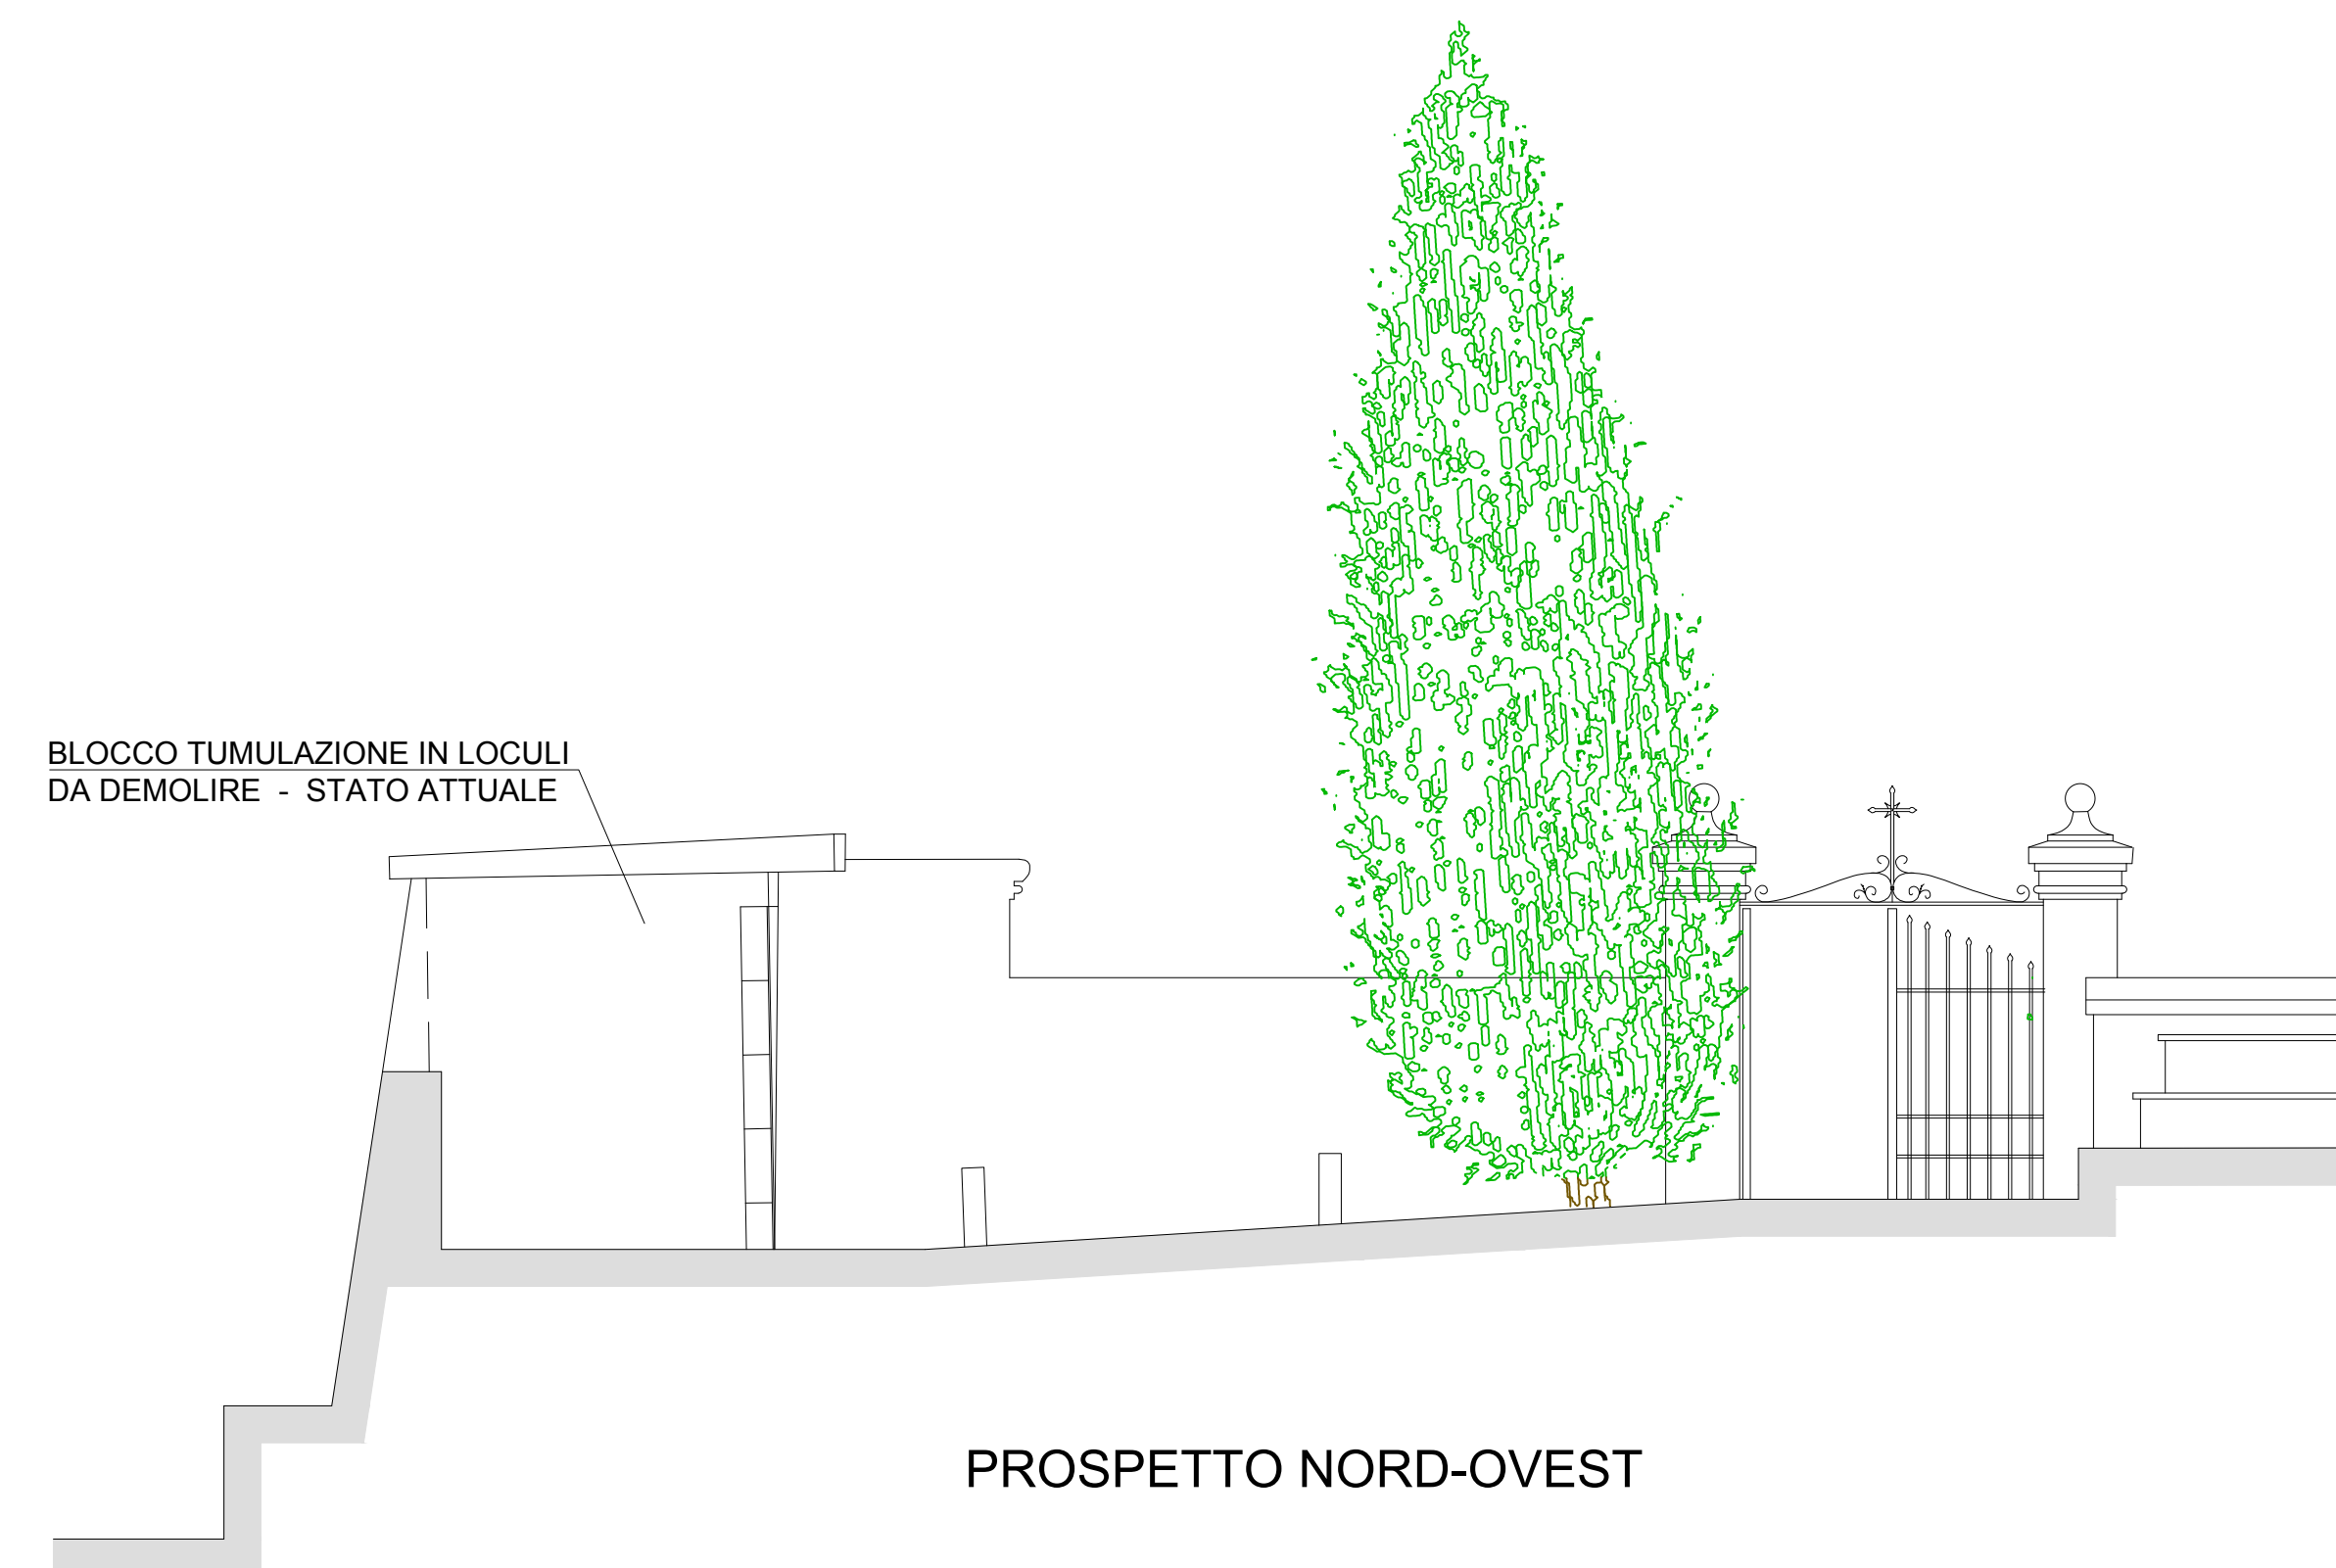 BLOCCO TUMULAZIONE IN LOCULI
DA DEMOLIRE - STATO ATTUALE
PROSPETTO NORD-OVEST